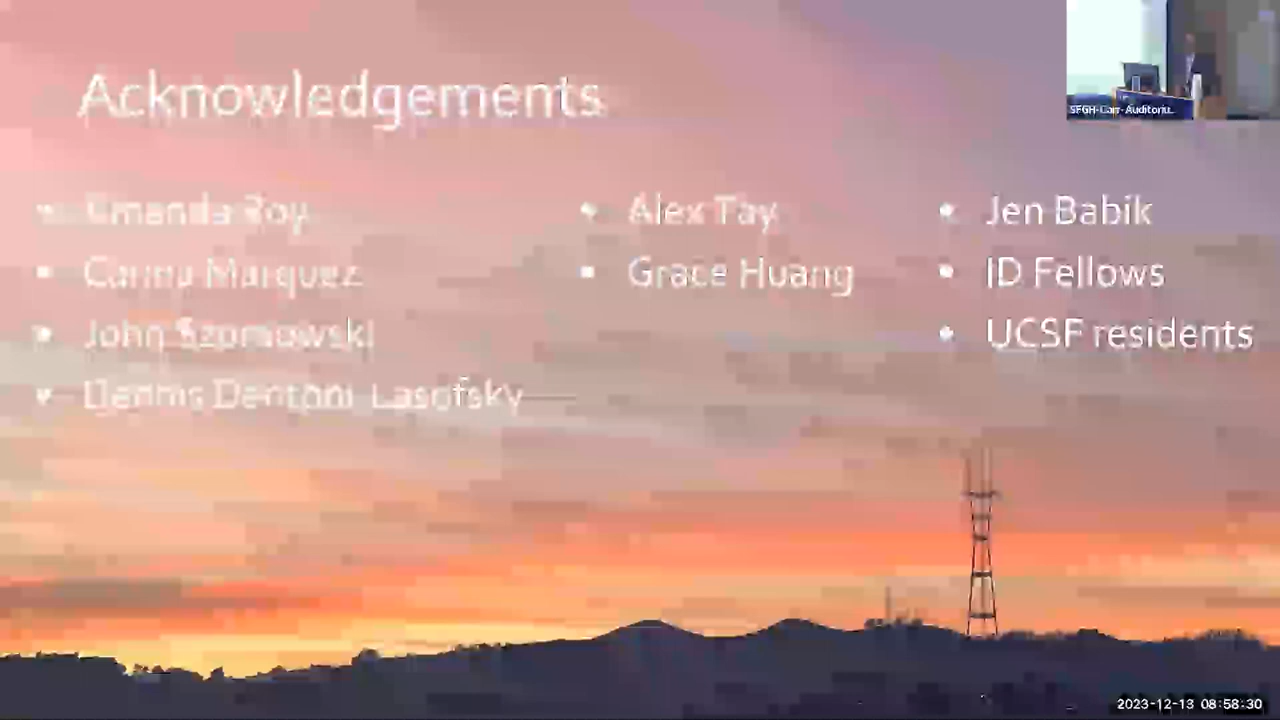 Acknowledgements
Amanda Roy
Carina Marquez
John Szumowski
Dennis Dentoni-Lasofsky
Alex Tay
Grace Huang
Jen Babik
ID Fellows
UCSF residents
SFGH-Carr-Auditoriu...
2023-12-13 08:58:30